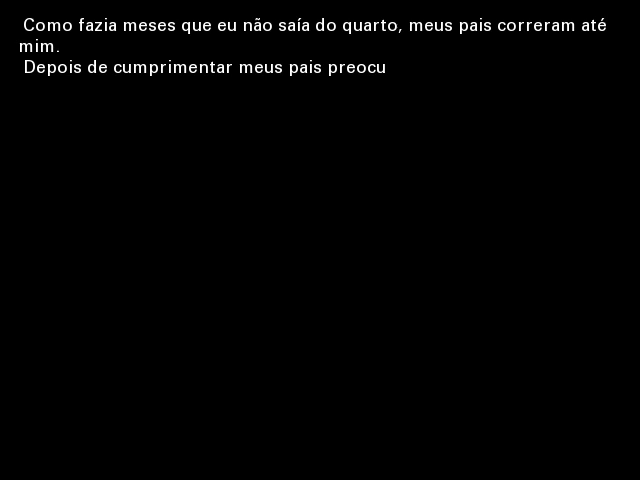 Como fazia meses que eu não saía do quarto, meus pais correram até
mim.
Depois de cumprimentar meus pais preocu